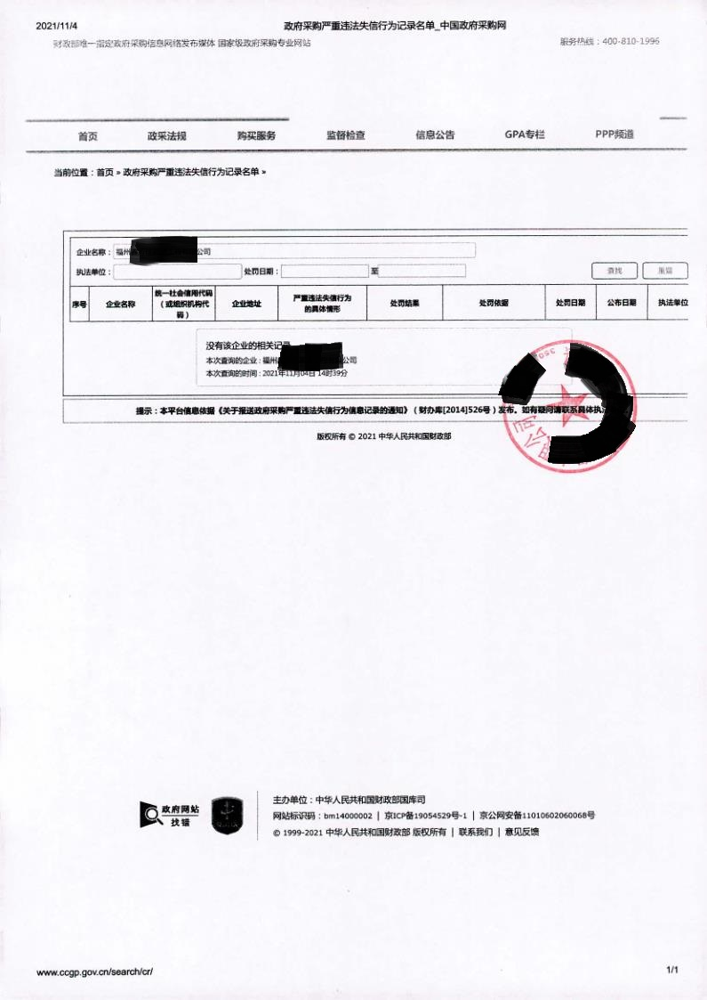 2021/11/4 政府采购严重违法失信行为记录名单_中国政府采购网
财政部唯一指定政府采购信息网络发布媒体 国家级政府采购专业网站 服务热线：400-810-1996
首页 政采法规 购买服务 监督检查 信息公告 GPA专栏 PPP频道
当前位置：首页 » 政府采购严重违法失信行为记录名单 »
企业名称： 福州 公司
执法单位： 处罚日期： 至 查找 重置
序号 企业名称 统一社会信用代码（或组织机构代码） 企业地址 严重违法失信行为的具体情形 处罚结果 处罚依据 处罚日期 公布日期 执法单位
没有该企业的相关记录
本次查询的企业：福州 公司
本次查询的时间：2021年11月04日 14时39分
提示：本平台信息依据《关于报送政府采购严重违法失信行为信息记录的通知》（财办库[2014]526号）发布。如有疑问请联系具体执
公司
版权所有 © 2021 中华人民共和国财政部
政府网站
找错
主办单位：中华人民共和国财政部国库司
网站标识码：bm14000002 | 京ICP备19054529号-1 | 京公网安备11010602060068号
© 1999-2021 中华人民共和国财政部 版权所有 | 联系我们 | 意见反馈
www.ccgp.gov.cn/search/cr/ 1/1